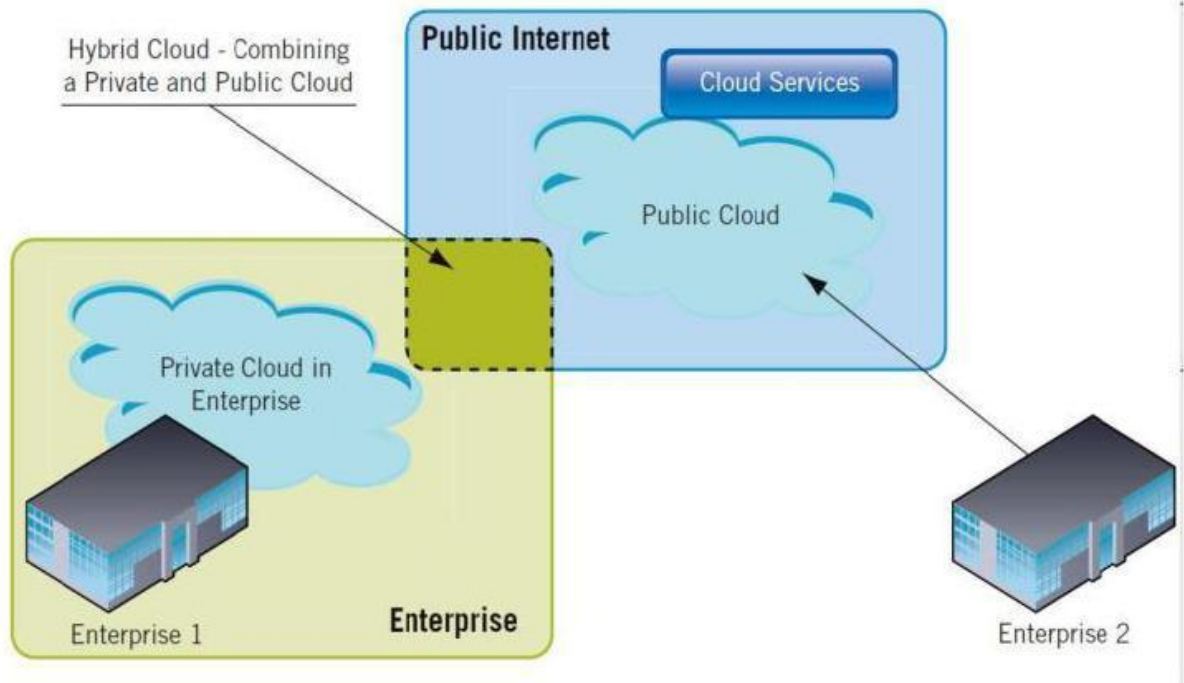 Hybrid Cloud - Combining
a Private and Public Cloud
Public Internet
Cloud Services
Public Cloud
Private Cloud in
Enterprise
Enterprise 1
Enterprise
Enterprise 2